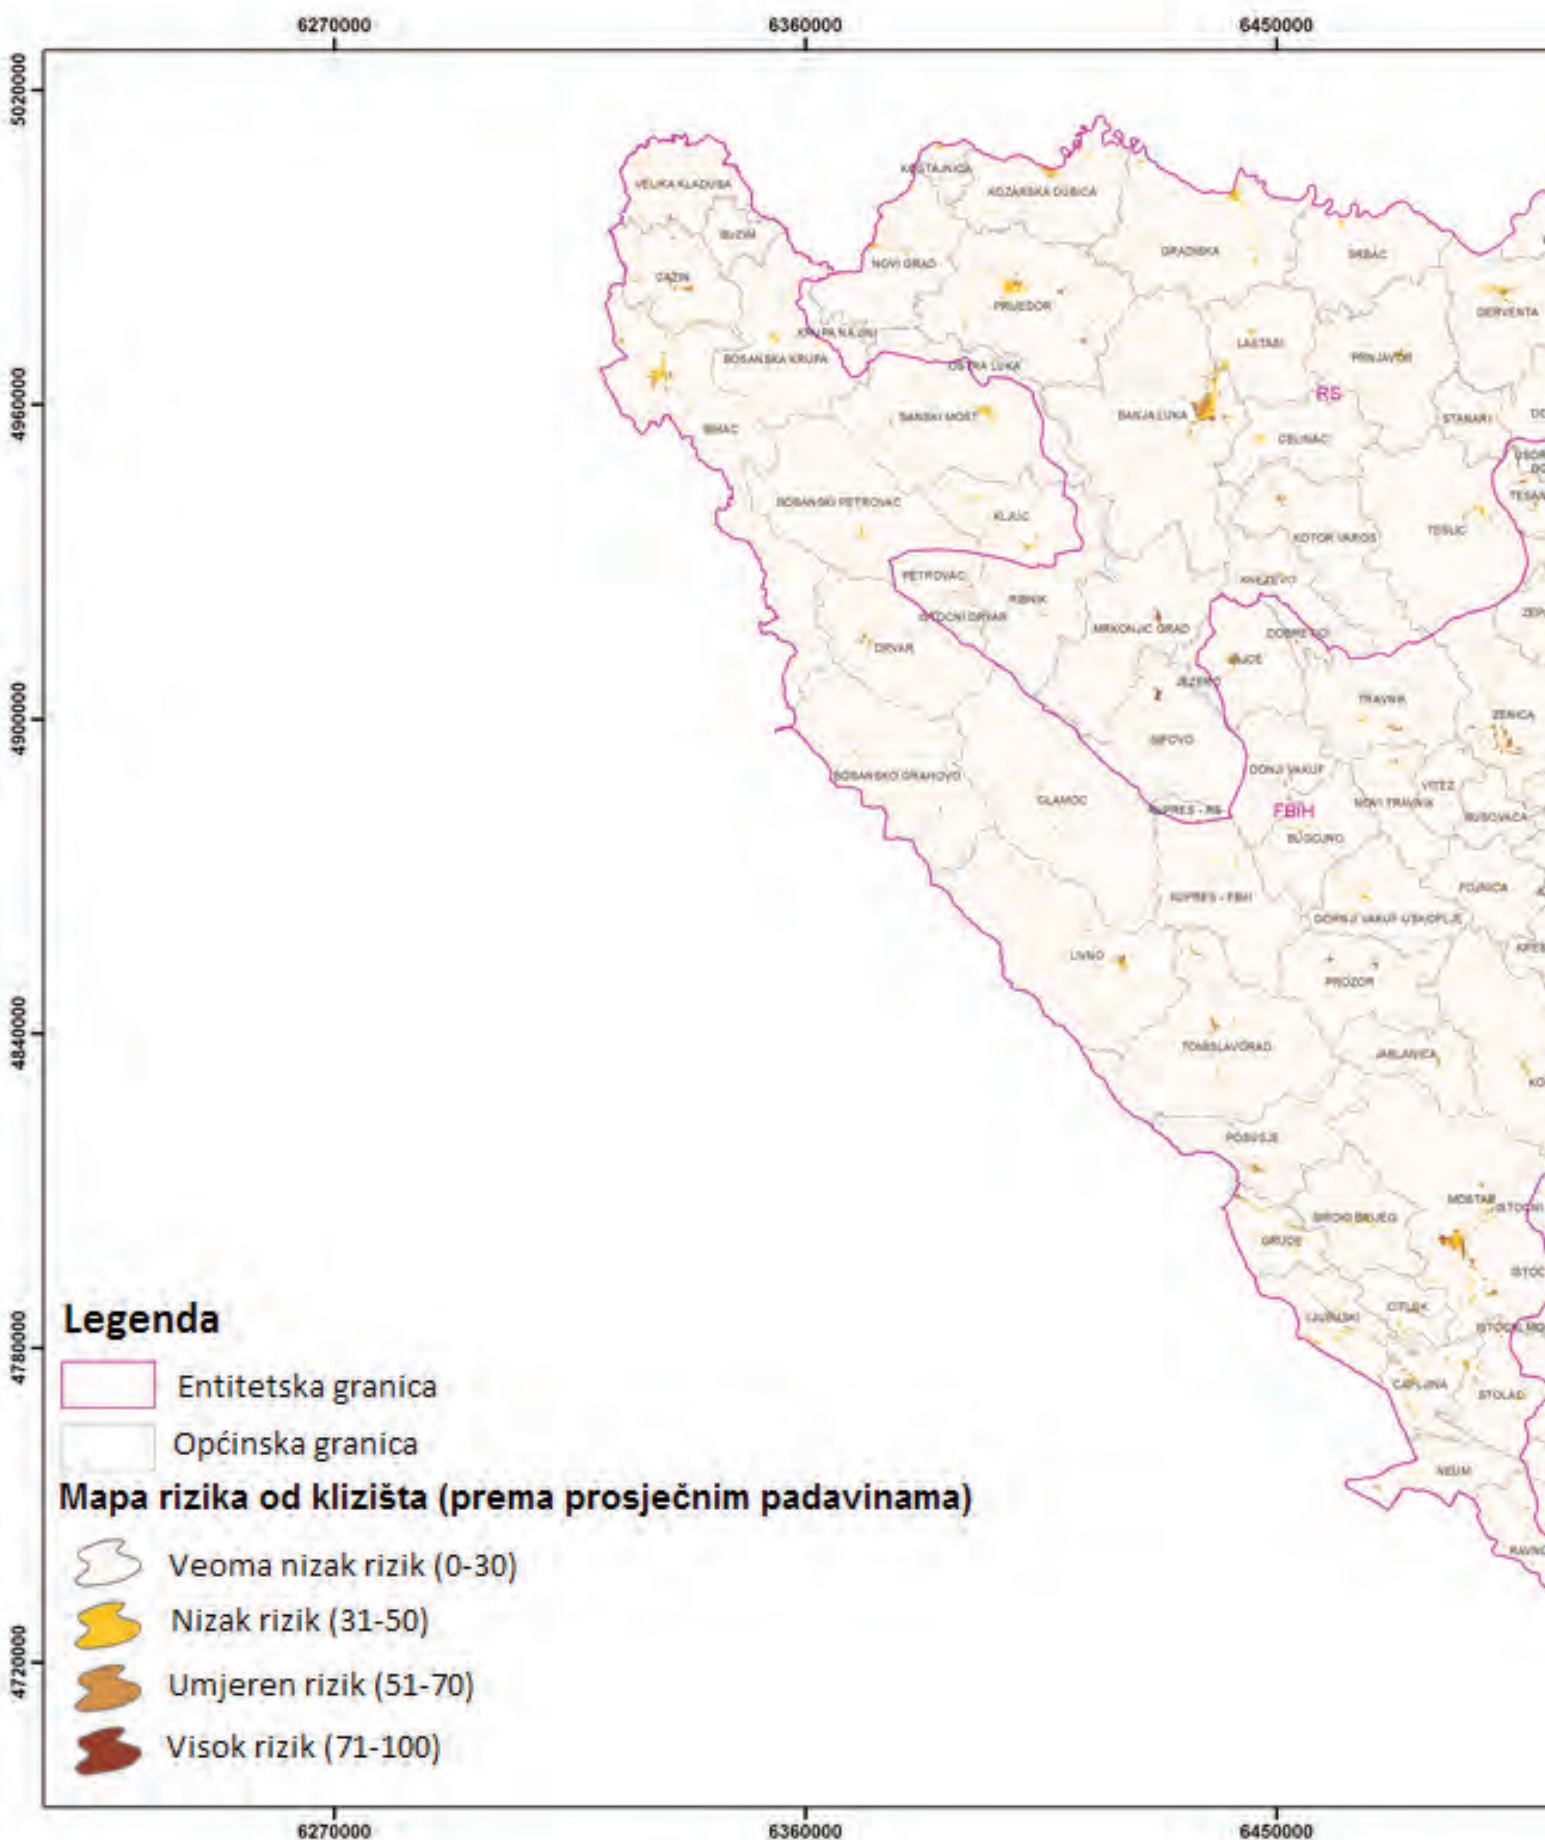 6270000 6360000 6450000
5020000
4960000
4900000
4840000
4780000
4720000
VELIKA KLADUŠA
BUŽIM
CAZIN
KOSTAJNICA
KOZARSKA DUBICA
NOVI GRAD
PRIJEDOR
GRADIŠKA
SRBAC
DERVENTA
KRUPA NA UNI
BOSANSKA KRUPA
OŠTRA LUKA
LAKTAŠI
PRNJAVOR
RS
BIHAĆ
SANSKI MOST
BANJA LUKA
ČELINAC
STANARI
BOSANSKI PETROVAC
KLJUČ
KOTOR VAROŠ
TESLIĆ
PETROVAC
RIBNIK
KNEŽEVO
ISTOČNI DRVAR
MRKONJIĆ GRAD
DOBRETIĆI
DRVAR
JAJCE
JEZERO
TRAVNIK
ZENICA
ŠIPOVO
BOSANSKO GRAHOVO
GLAMOČ
DONJI VAKUF
VITEZ
KUPRES - RS
FBiH
NOVI TRAVNIK
BUSOVAČA
BUGOJNO
KUPRES - FBiH
FOJNICA
GORNJI VAKUF-USKOPLJE
LIVNO
PROZOR
TOMISLAVGRAD
JABLANICA
POSUŠJE
MOSTAR
ŠIROKI BRIJEG
GRUDE
ČITLUK
LJUBUŠKI
ČAPLJINA
STOLAC
NEUM
Legenda
Entitetska granica
Općinska granica
Mapa rizika od klizišta (prema prosječnim padavinama)
Veoma nizak rizik (0-30)
Nizak rizik (31-50)
Umjeren rizik (51-70)
Visok rizik (71-100)
6270000 6360000 6450000